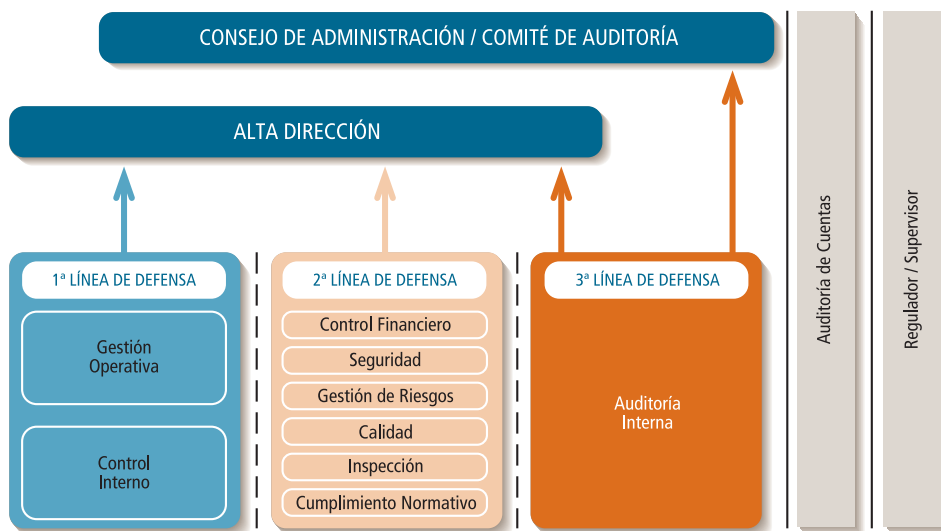 CONSEJO DE ADMINISTRACIÓN / COMITÉ DE AUDITORÍA
ALTA DIRECCIÓN
1ª LÍNEA DE DEFENSA
Gestión
Operativa
Control
Interno
2ª LÍNEA DE DEFENSA
Control Financiero
Seguridad
Gestión de Riesgos
Calidad
Inspección
Cumplimiento Normativo
3ª LÍNEA DE DEFENSA
Auditoría
Interna
Auditoría de Cuentas
Regulador / Supervisor